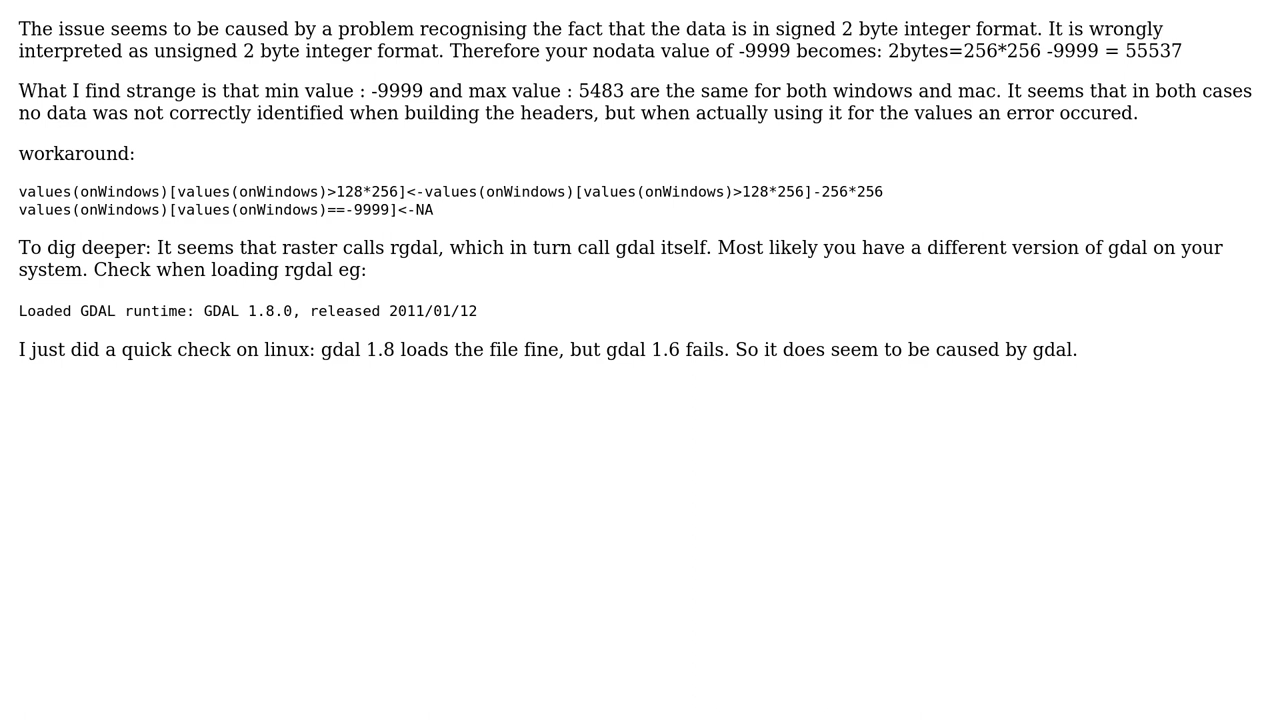 The issue seems to be caused by a problem recognising the fact that the data is in signed 2 byte integer format. It is wrongly
interpreted as unsigned 2 byte integer format. Therefore your nodata value of -9999 becomes: 2bytes=256*256 -9999 = 55537
What I find strange is that min value : -9999 and max value : 5483 are the same for both windows and mac. It seems that in both cases
no data was not correctly identified when building the headers, but when actually using it for the values an error occured.
workaround:
values(onWindows)[values(onWindows)>128*256]<-values(onWindows)[values(onWindows)>128*256]-256*256
values(onWindows)[values(onWindows)==-9999]<-NA
To dig deeper: It seems that raster calls rgdal, which in turn call gdal itself. Most likely you have a different version of gdal on your
system. Check when loading rgdal eg:
Loaded GDAL runtime: GDAL 1.8.0, released 2011/01/12
I just did a quick check on linux: gdal 1.8 loads the file fine, but gdal 1.6 fails. So it does seem to be caused by gdal.